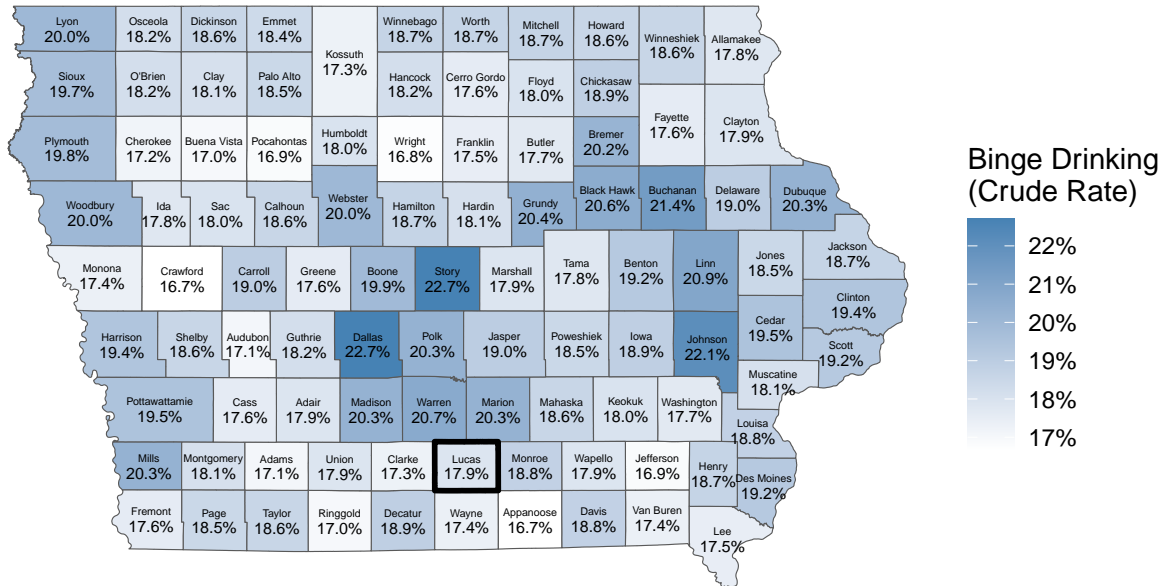 Lyon
20.0%
Osceola
18.2%
Dickinson
18.6%
Emmet
18.4%
Kossuth
17.3%
Winnebago
18.7%
Worth
18.7%
Mitchell
18.7%
Howard
18.6%
Winneshiek
18.6%
Allamakee
17.8%
Sioux
19.7%
O'Brien
18.2%
Clay
18.1%
Palo Alto
18.5%
Hancock
18.2%
Cerro Gordo
17.6%
Floyd
18.0%
Chickasaw
18.9%
Fayette
17.6%
Clayton
17.9%
Plymouth
19.8%
Cherokee
17.2%
Buena Vista
17.0%
Pocahontas
16.9%
Humboldt
18.0%
Wright
16.8%
Franklin
17.5%
Butler
17.7%
Bremer
20.2%
Woodbury
20.0%
Ida
17.8%
Sac
18.0%
Calhoun
18.6%
Webster
20.0%
Hamilton
18.7%
Hardin
18.1%
Grundy
20.4%
Black Hawk
20.6%
Buchanan
21.4%
Delaware
19.0%
Dubuque
20.3%
Monona
17.4%
Crawford
16.7%
Carroll
19.0%
Greene
17.6%
Boone
19.9%
Story
22.7%
Marshall
17.9%
Tama
17.8%
Benton
19.2%
Linn
20.9%
Jones
18.5%
Jackson
18.7%
Clinton
19.4%
Harrison
19.4%
Shelby
18.6%
Audubon
17.1%
Guthrie
18.2%
Dallas
22.7%
Polk
20.3%
Jasper
19.0%
Poweshiek
18.5%
Iowa
18.9%
Johnson
22.1%
Cedar
19.5%
Scott
19.2%
Muscatine
18.1%
Pottawattamie
19.5%
Cass
17.6%
Adair
17.9%
Madison
20.3%
Warren
20.7%
Marion
20.3%
Mahaska
18.6%
Keokuk
18.0%
Washington
17.7%
Louisa
18.8%
Mills
20.3%
Montgomery
18.1%
Adams
17.1%
Union
17.9%
Clarke
17.3%
Lucas
17.9%
Monroe
18.8%
Wapello
17.9%
Jefferson
16.9%
Henry
18.7%
Des Moines
19.2%
Fremont
17.6%
Page
18.5%
Taylor
18.6%
Ringgold
17.0%
Decatur
18.9%
Wayne
17.4%
Appanoose
16.7%
Davis
18.8%
Van Buren
17.4%
Lee
17.5%
Binge Drinking
(Crude Rate)
22%
21%
20%
19%
18%
17%